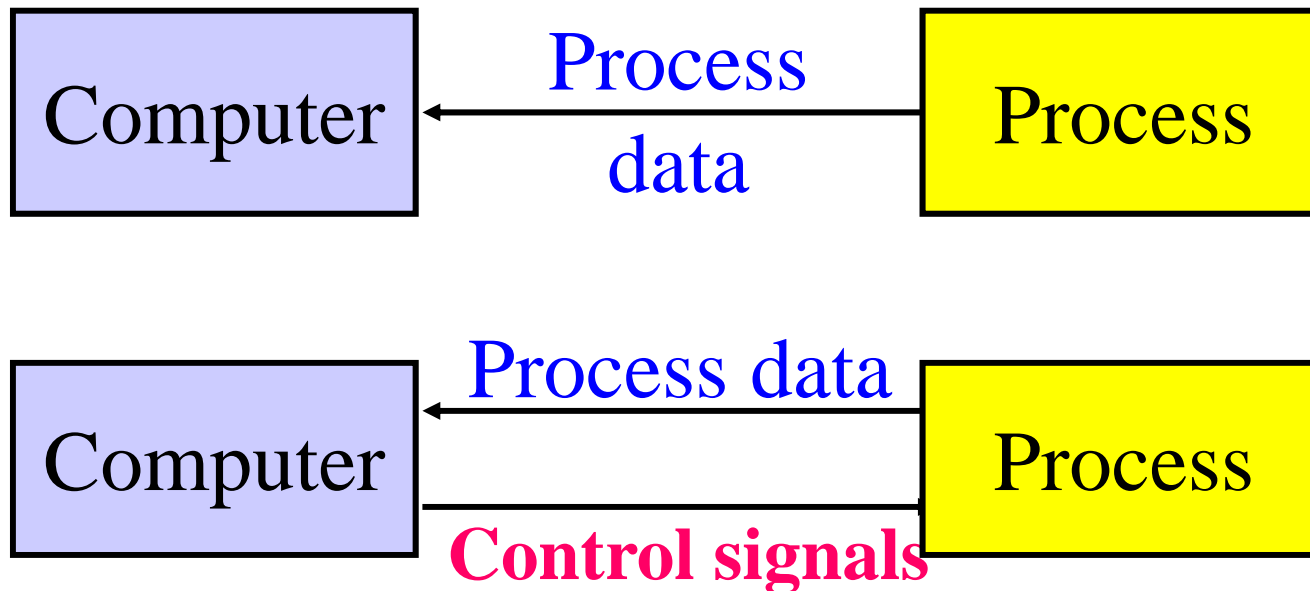 Computer
Process
data
Process
Computer
Process data
Control signals
Process